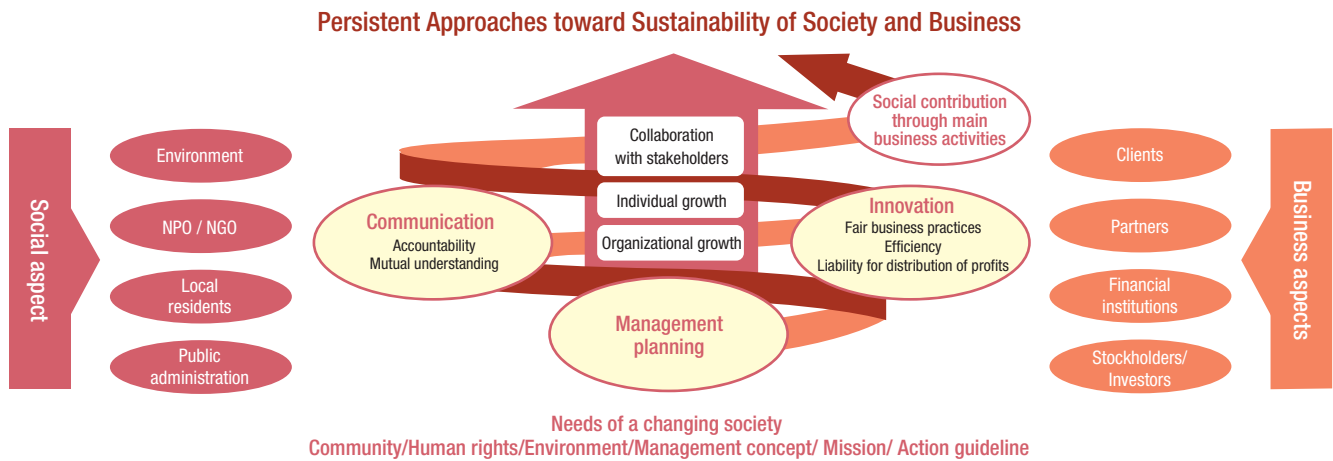 Persistent Approaches toward Sustainability of Society and Business
Social aspect
Environment
NPO / NGO
Local
residents
Public
administration
Communication
Accountability
Mutual understanding
Collaboration
with stakeholders
Individual growth
Organizational growth
Management
planning
Social contribution
through main
business activities
Innovation
Fair business practices
Efficiency
Liability for distribution of profits
Clients
Partners
Financial
institutions
Stockholders/
Investors
Business aspects
Needs of a changing society
Community/Human rights/Environment/Management concept/ Mission/ Action guideline